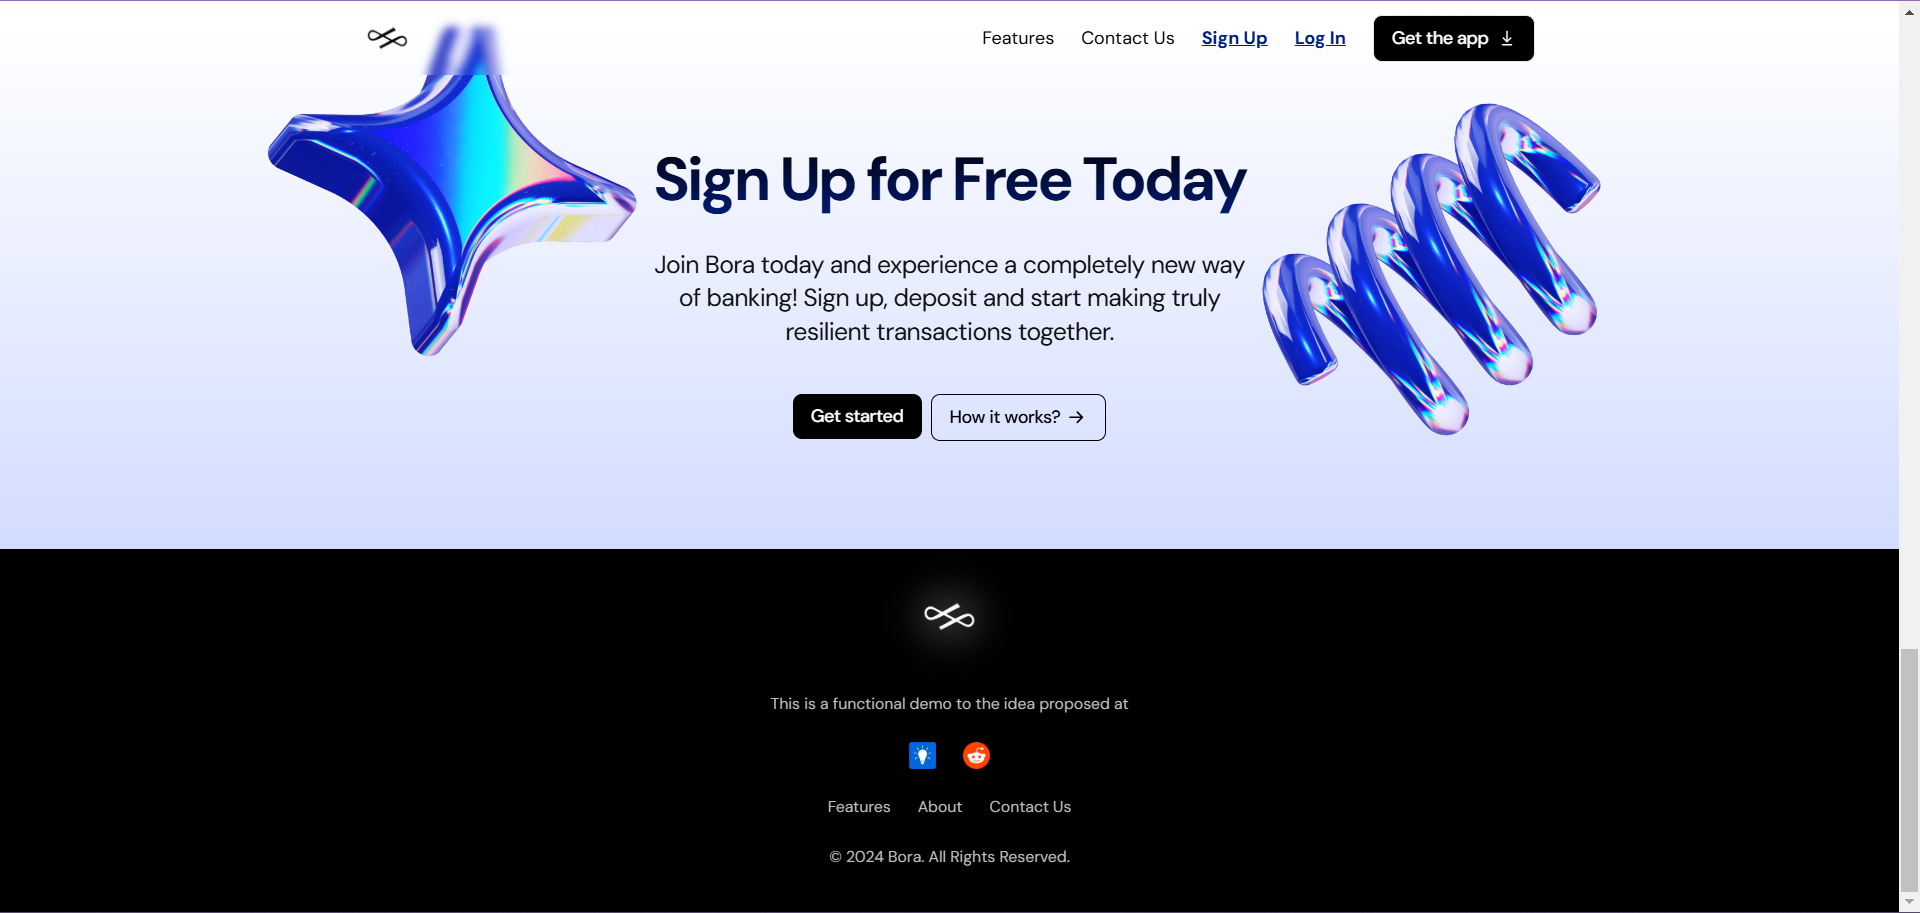 Features Contact Us Sign Up Log In Get the app
Sign Up for Free Today
Join Bora today and experience a completely new way
of banking! Sign up, deposit and start making truly
resilient transactions together.
Get started How it works? →
This is a functional demo to the idea proposed at
Features About Contact Us
© 2024 Bora. All Rights Reserved.